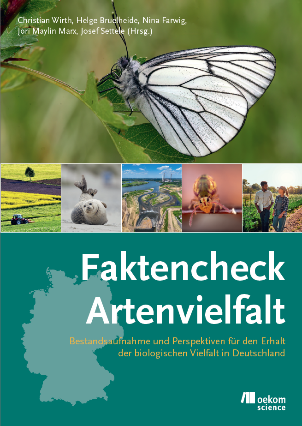 Christian Wirth, Helge Bruelheide, Nina Farwig,
Jori Maylin Marx, Josef Settele (Hrsg.)
Faktencheck
Artenvielfalt
Bestandsaufnahme und Perspektiven für den Erhalt
der biologischen Vielfalt in Deutschland
oekom
science